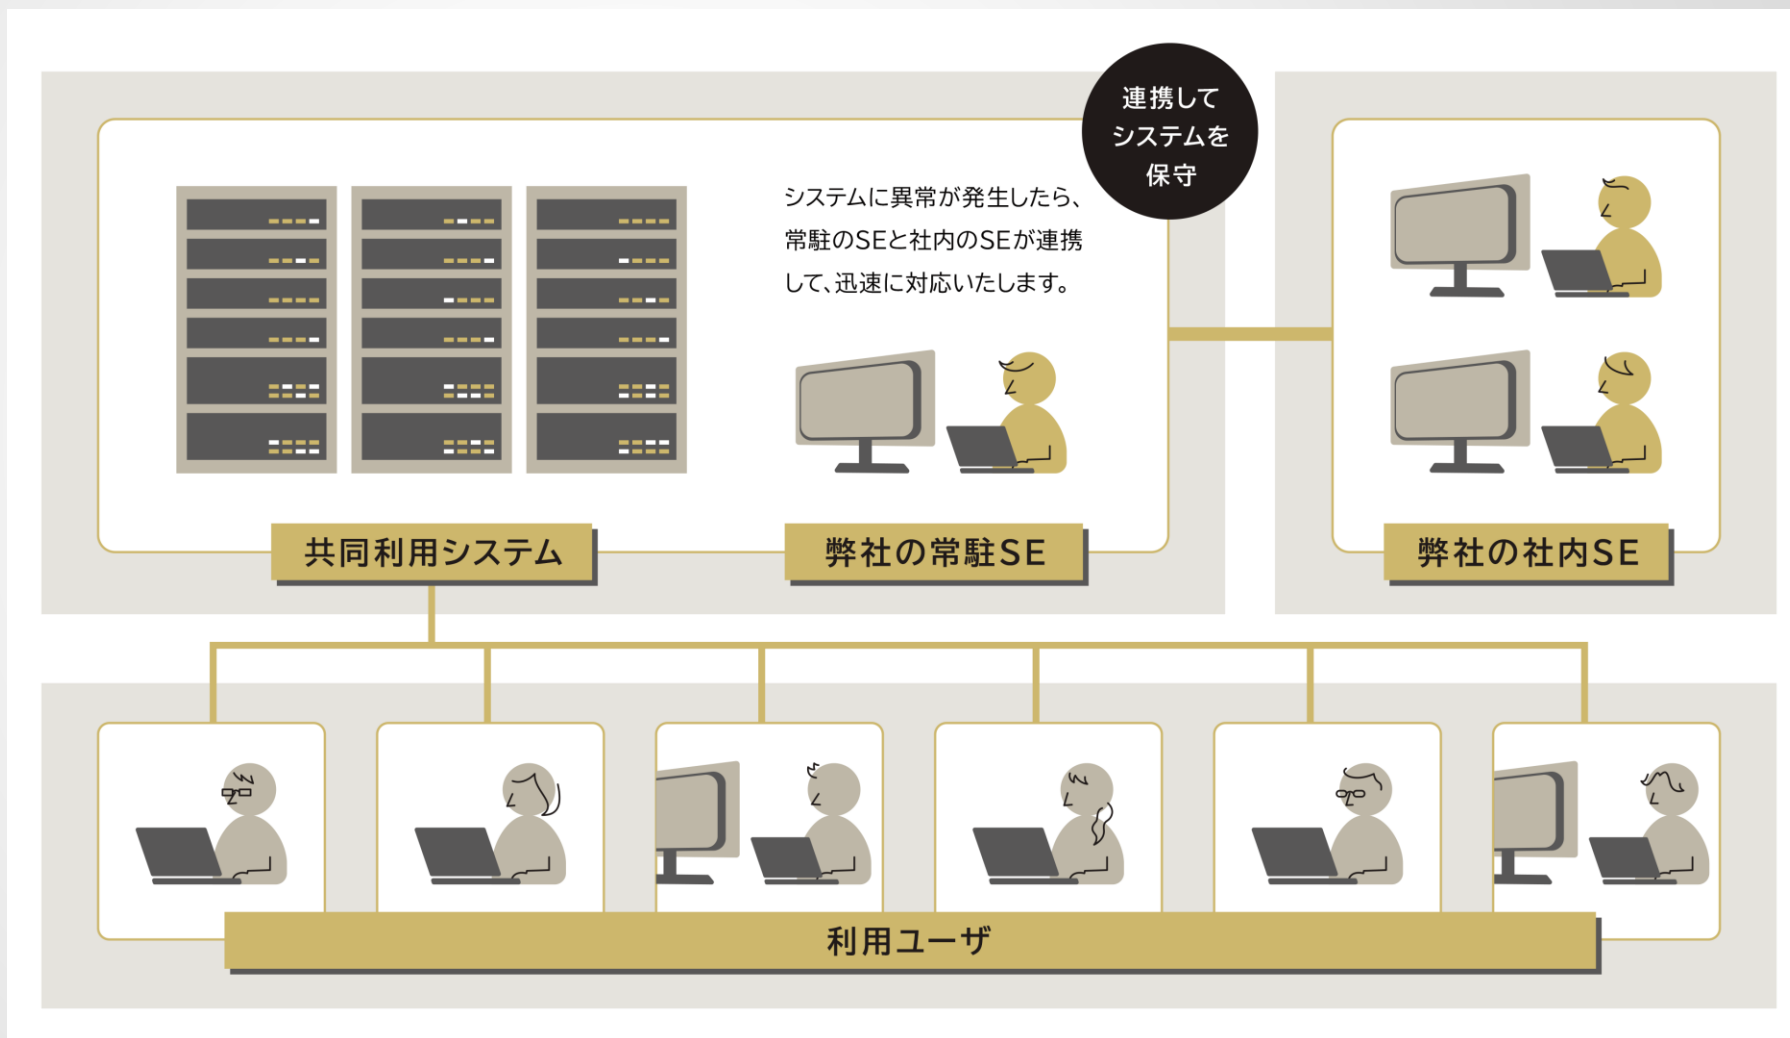 連携して
システムを
保守
システムに異常が発生したら、
常駐のSEと社内のSEが連携
して、迅速に対応いたします。
共同利用システム
弊社の常駐SE
弊社の社内SE
利用ユーザ